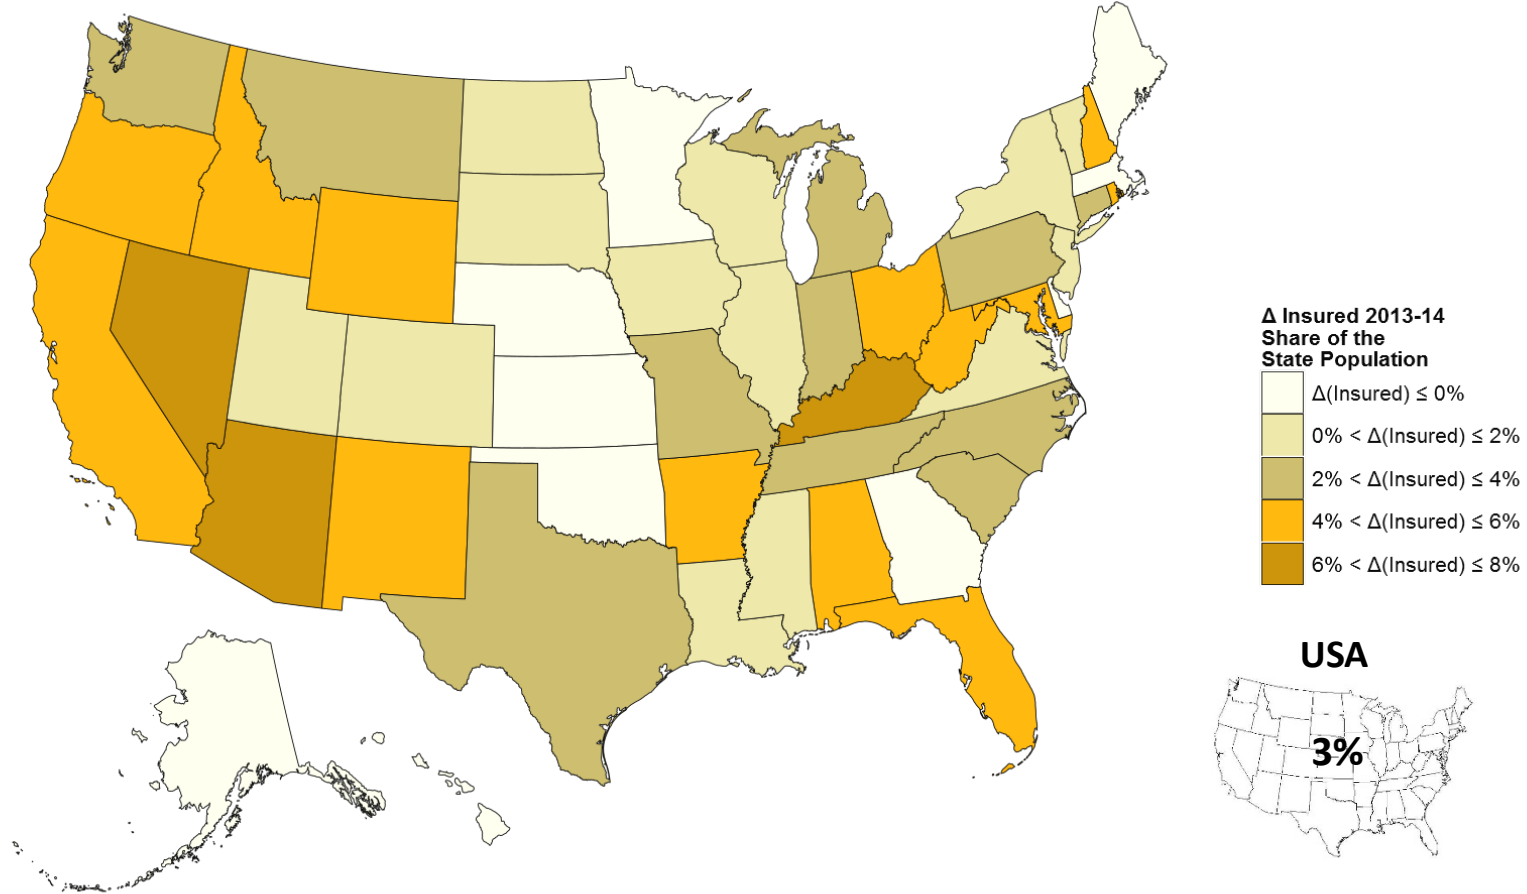 Δ Insured 2013-14
Share of the
State Population
Δ(Insured) ≤ 0%
0% < Δ(Insured) ≤ 2%
2% < Δ(Insured) ≤ 4%
4% < Δ(Insured) ≤ 6%
6% < Δ(Insured) ≤ 8%
USA
3%